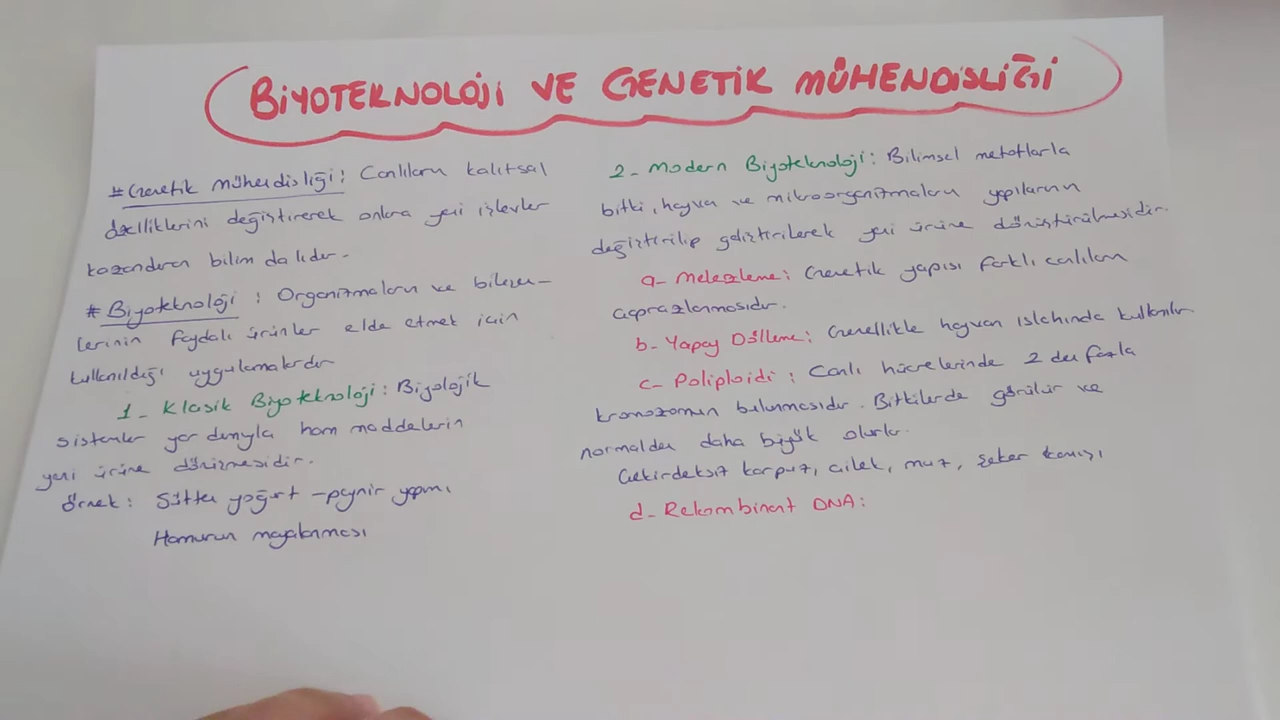 BİYOTEKNOLOJİ VE GENETİK MÜHENDİSLİĞİ
# Genetik Mühendisliği: Canlıların kalıtsal
özelliklerini değiştirerek onlara yeni işlevler
kazandıran bilim dalıdır.
# Biyoteknoloji : Organizmaların ve bileşen-
lerinin faydalı ürünler elde etmek için
kullanıldığı uygulamalardır
1- Klasik Biyoteknoloji: Biyolojik
sistemler yardımıyla ham maddelerin
yeni ürüne dönüşmesidir.
Örnek: Sütten yoğurt - peynir yapımı
Hamurun mayalanması
2- Modern Biyoteknoloji: Bilimsel metotlarla
bitki, hayvan ve mikroorganizmaların yapılarının
değiştirilip geliştirilerek yeni ürüne dönüştürülmesidir.
a- Melezleme: Genetik yapısı farklı canlıların
çaprazlanmasıdır.
b- Yapay Dölleme: Genellikle hayvan ıslahında kullanılır
c- Poliploidi: Canlı hücrelerinde 2 den fazla
kromozomun bulunmasıdır. Bitkilerde görülür ve
normalden daha büyük olurlar.
Çekirdeksiz karpuz, çilek, muz, şeker kamışı
d- Rekombinant DNA: